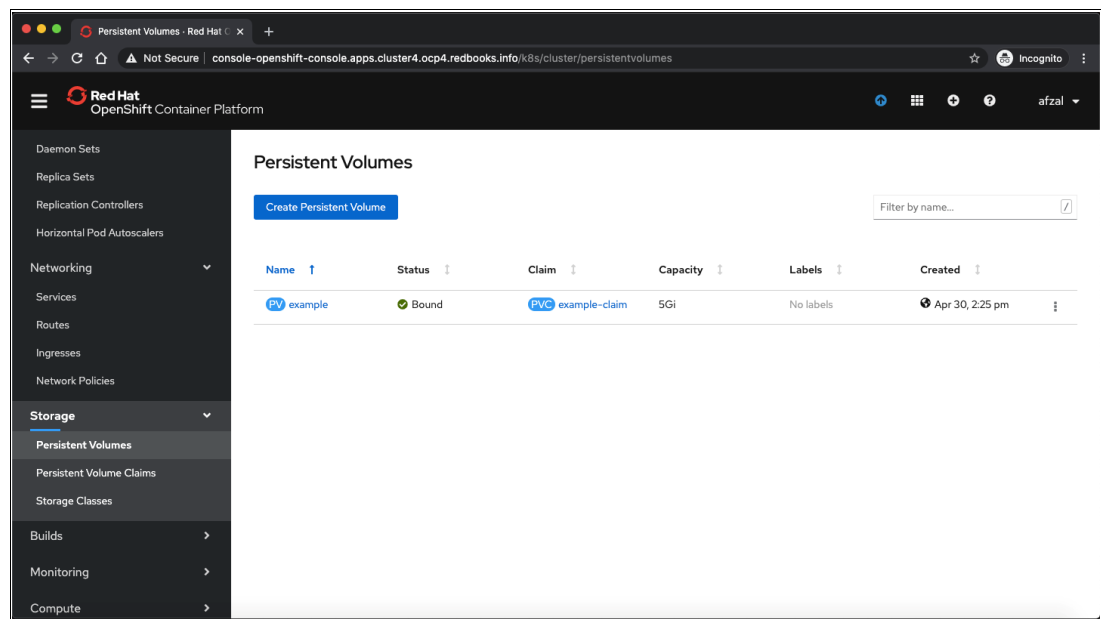 Persistent Volumes · Red Hat O
Not Secure | console-openshift-console.apps.cluster4.ocp4.redbooks.info/k8s/cluster/persistentvolumes
Incognito
Red Hat
OpenShift Container Platform
afzal
Daemon Sets
Replica Sets
Replication Controllers
Horizontal Pod Autoscalers
Networking
Services
Routes
Ingresses
Network Policies
Storage
Persistent Volumes
Persistent Volume Claims
Storage Classes
Builds
Monitoring
Compute
Persistent Volumes
Create Persistent Volume
Filter by name... /
Name Status Claim Capacity Labels Created
PV example Bound PVC example-claim 5Gi No labels Apr 30, 2:25 pm